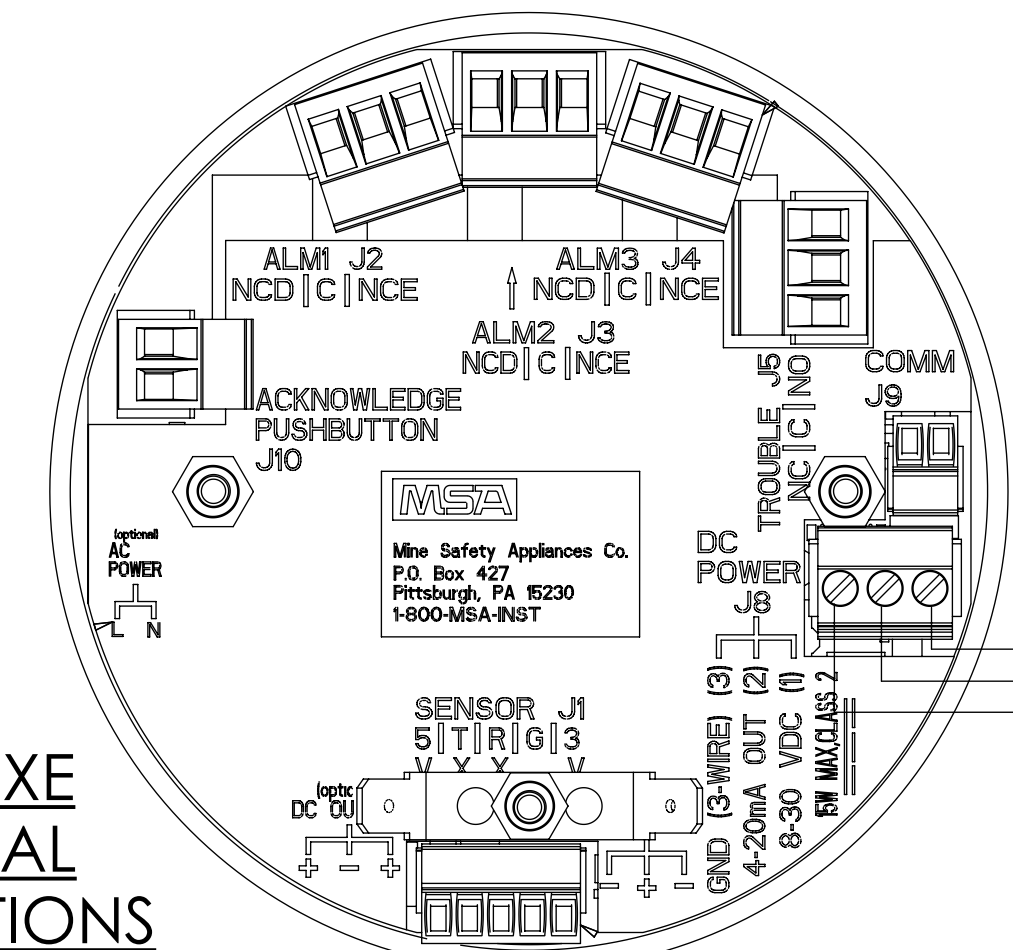 ALM1 J2
NCD | C | NCE
ALM3 J4
NCD | C | NCE
ALM2 J3
NCD | C | NCE
TROUBLE J5
NC | C | NO
COMM
J9
ACKNOWLEDGE
PUSHBUTTON
J10
MSA
Mine Safety Appliances Co.
P.O. Box 427
Pittsburgh, PA 15230
1-800-MSA-INST
(optional)
AC
POWER
L N
DC
POWER
J8
GND (3-WIRE) (3)
4-20mA OUT (2)
8-30 VDC (1)
15W MAX,CLASS 2
SENSOR J1
5 | T | R | G | 3
(optic
DC OU
+ − +
− + −
XE
AL
TIONS